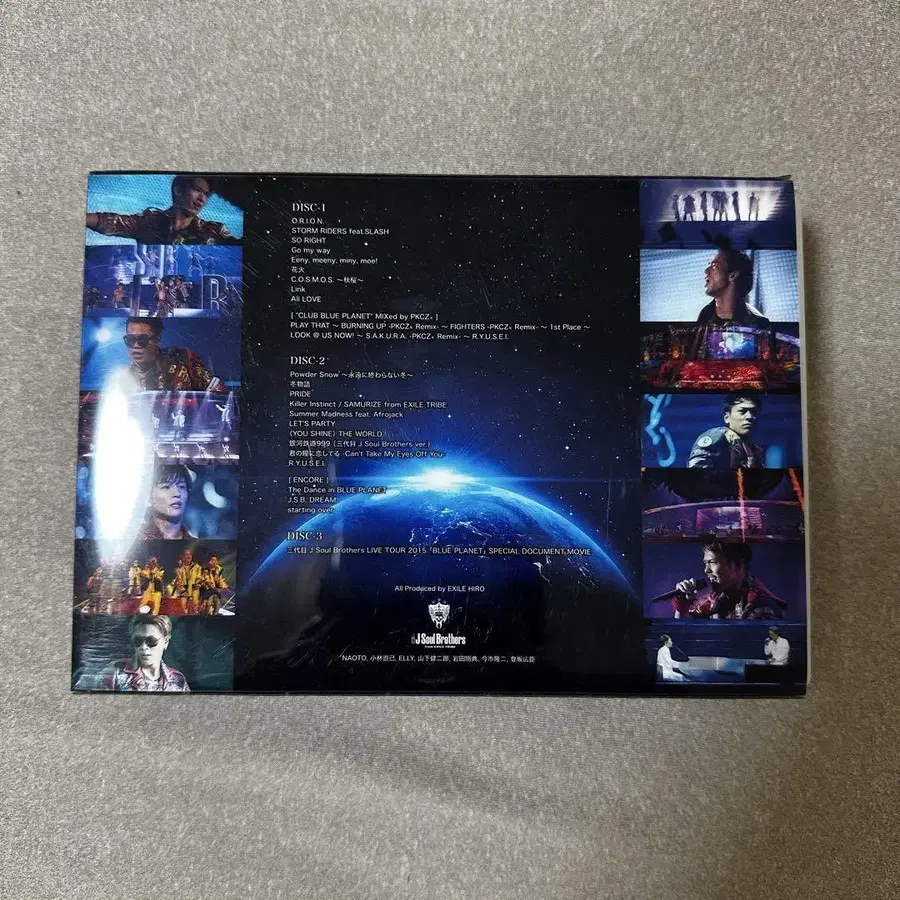 DISC-1
O.R.I.O.N.
STORM RIDERS feat SLASH
SO RIGHT
Go my way
Eeny, meeny, miny, moe!
花火
C.O.S.M.O.S. ～秋桜～
Link
All LOVE
[ "CLUB BLUE PLANET" MIXed by PKCZ® ]
PLAY THAT ～ BURNING UP -PKCZ® Remix- ～ FIGHTERS -PKCZ® Remix- ～ 1st Place ～
LOOK @ US NOW! ～ S.A.K.U.R.A. -PKCZ® Remix- ～ R.Y.U.S.E.I.
DISC-2
Powder Snow ～永遠に終わらない冬～
冬物語
PRIDE
Killer Instinct / SAMURIZE from EXILE TRIBE
Summer Madness feat. Afrojack
LET'S PARTY
(YOU SHINE) THE WORLD
銀河鉄道999 (三代目 J Soul Brothers ver.)
君の瞳に恋してる -Can't Take My Eyes Off You-
R.Y.U.S.E.I.
[ ENCORE ]
The Dance in BLUE PLANET
J.S.B. DREAM
starting over
DISC-3
三代目 J Soul Brothers LIVE TOUR 2015「BLUE PLANET」SPECIAL DOCUMENT MOVIE
All Produced by EXILE HIRO
J Soul Brothers
NAOTO, 小林直己, ELLY, 山下健二郎, 岩田剛典, 今市隆二, 登坂広臣